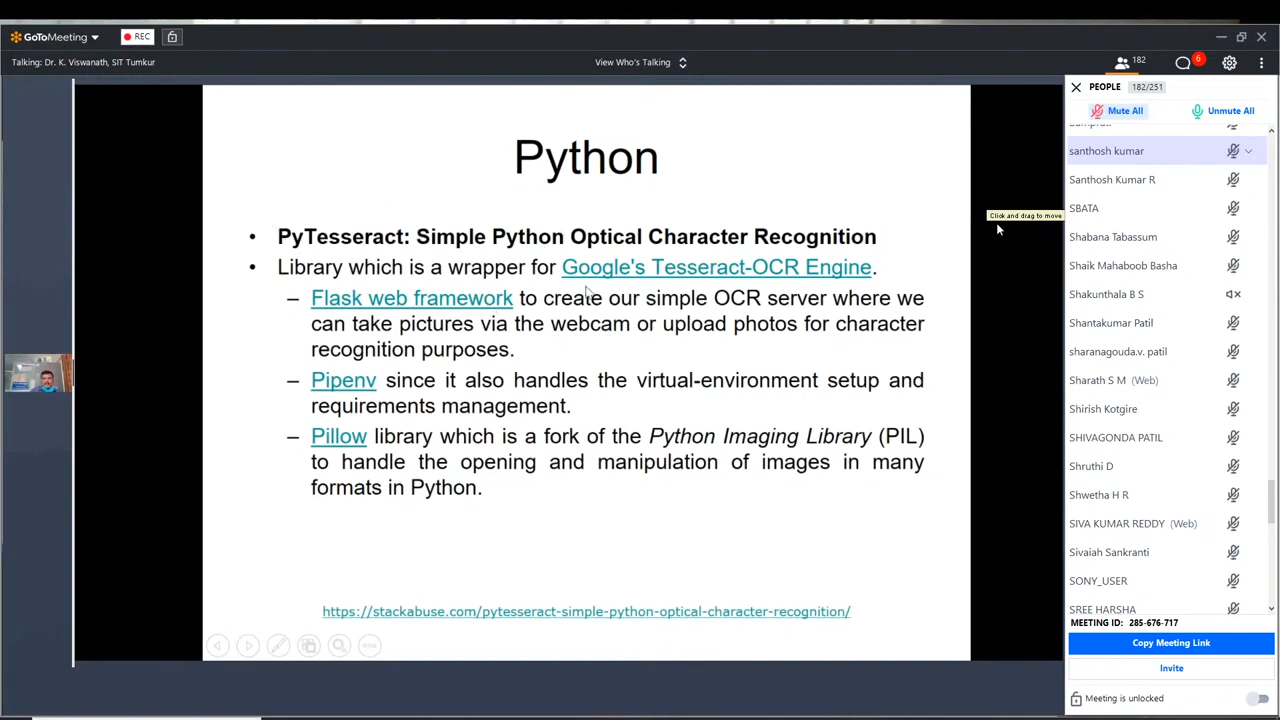 GoToMeeting
REC
Talking: Dr. K. Viswanath, SIT Tumkur
View Who's Talking
182
6
Python
• PyTesseract: Simple Python Optical Character Recognition
• Library which is a wrapper for Google's Tesseract-OCR Engine.
– Flask web framework to create our simple OCR server where we
can take pictures via the webcam or upload photos for character
recognition purposes.
– Pipenv since it also handles the virtual-environment setup and
requirements management.
– Pillow library which is a fork of the Python Imaging Library (PIL)
to handle the opening and manipulation of images in many
formats in Python.
https://stackabuse.com/pytesseract-simple-python-optical-character-recognition/
Click and drag to move
PEOPLE 182/251
Mute All
Unmute All
santhosh kumar
Santhosh Kumar R
SBATA
Shabana Tabassum
Shaik Mahaboob Basha
Shakunthala B S
Shantakumar Patil
sharanagouda.v. patil
Sharath S M (Web)
Shirish Kotgire
SHIVAGONDA PATIL
Shruthi D
Shwetha H R
SIVA KUMAR REDDY (Web)
Sivaiah Sankranti
SONY_USER
SREE HARSHA
MEETING ID: 285-676-717
Copy Meeting Link
Invite
Meeting is unlocked